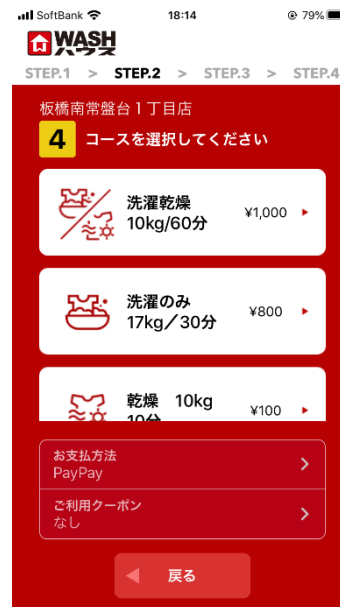 SoftBank 18:14 79%
WASH
ハウス
STEP.1 > STEP.2 > STEP.3 > STEP.4
板橋南常盤台1丁目店
4 コースを選択してください
洗濯乾燥
10kg/60分 ¥1,000
洗濯のみ
17kg／30分 ¥800
乾燥　10kg
10分 ¥100
お支払方法
PayPay
ご利用クーポン
なし
戻る